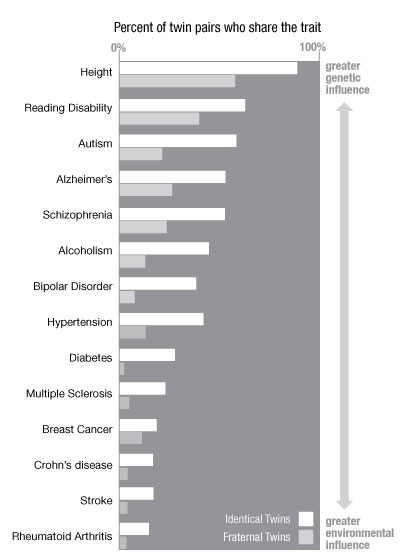 Percent of twin pairs who share the trait
0%
100%
greater
genetic
influence
Height
Reading Disability
Autism
Alzheimer's
Schizophrenia
Alcoholism
Bipolar Disorder
Hypertension
Diabetes
Multiple Sclerosis
Breast Cancer
Crohn's disease
Stroke
Rheumatoid Arthritis
Identical Twins
Fraternal Twins
greater
environmental
influence